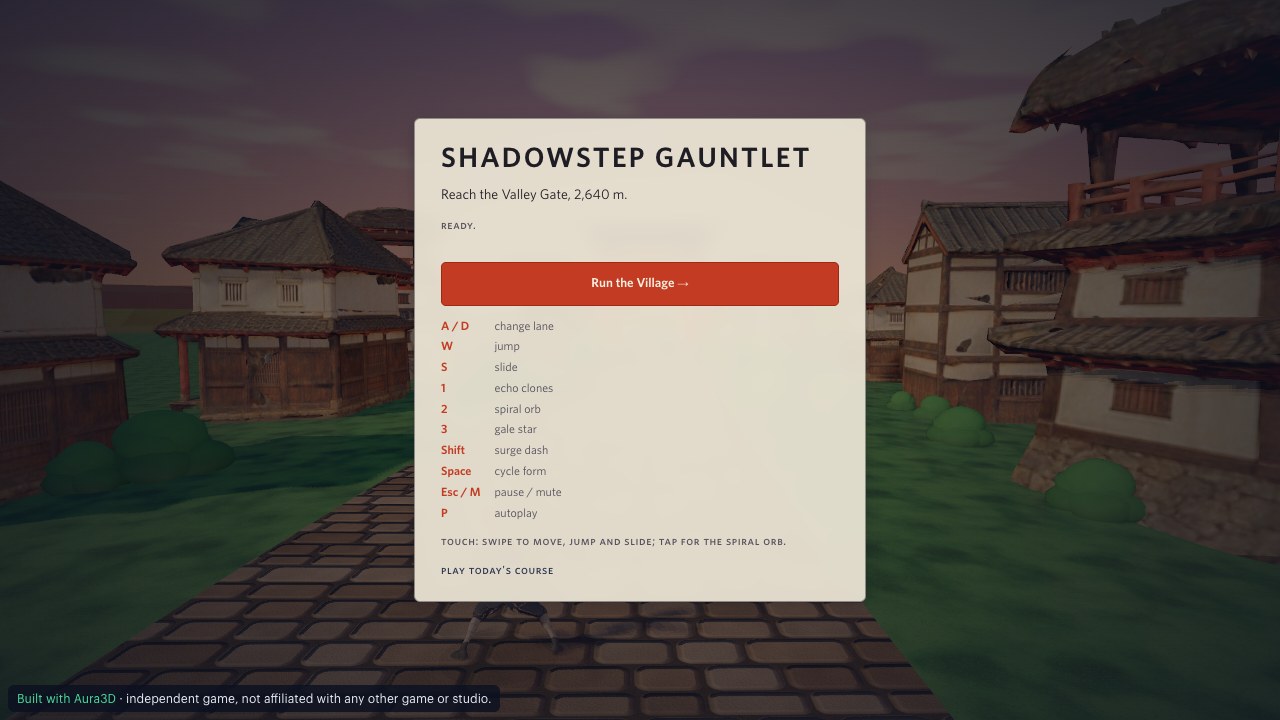 SHADOWSTEP GAUNTLET
Reach the Valley Gate, 2,640 m.
READY.
Run the Village →
A / D change lane
W jump
S slide
1 echo clones
2 spiral orb
3 gale star
Shift surge dash
Space cycle form
Esc / M pause / mute
P autoplay
TOUCH: SWIPE TO MOVE, JUMP AND SLIDE; TAP FOR THE SPIRAL ORB.
PLAY TODAY'S COURSE
Built with Aura3D · independent game, not affiliated with any other game or studio.